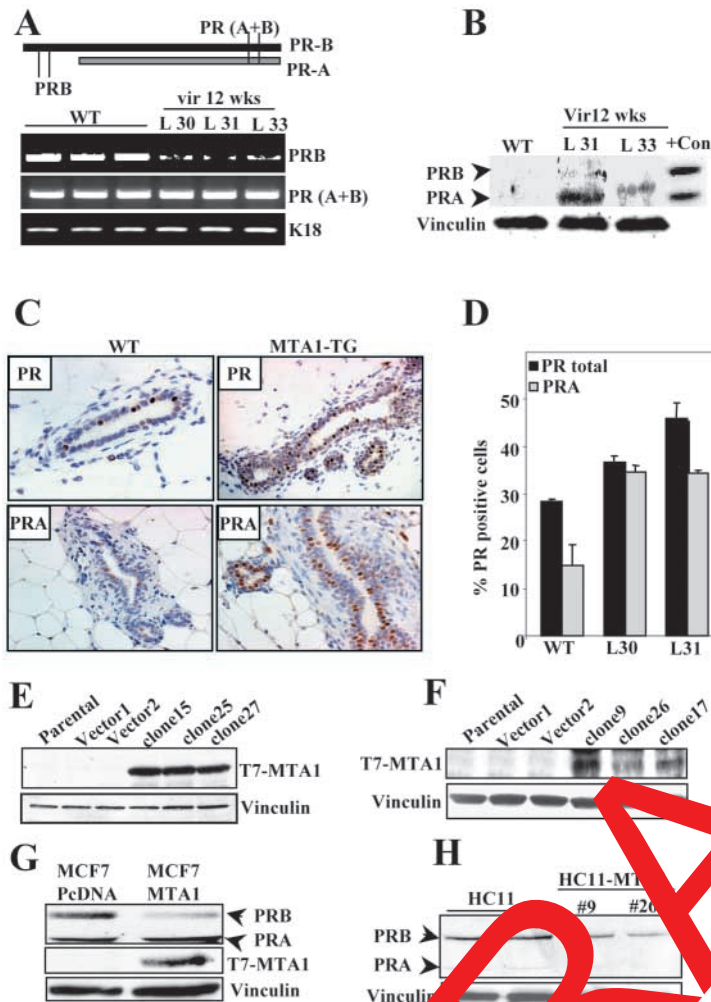 A
PR (A+B)
PR-B
PR-A
PRB
vir 12 wks
WT
L 30 L 31 L 33
PRB
PR (A+B)
K18
B
Vir12 wks
WT L 31 L 33 +Con
PRB
PRA
Vinculin
C
WT MTA1-TG
PR PR
PRA PRA
D
PR total
PRA
% PR positive cells
50
40
30
20
10
0
WT L30 L31
E
Parental Vector1 Vector2 clone15 clone25 clone27
T7-MTA1
Vinculin
F
Parental Vector1 Vector2 clone9 clone26 clone17
T7-MTA1
Vinculin
G
MCF7 MCF7
PcDNA MTA1
PRB
PRA
T7-MTA1
Vinculin
H
HC11
#9
PRB
PRA
Vinculin